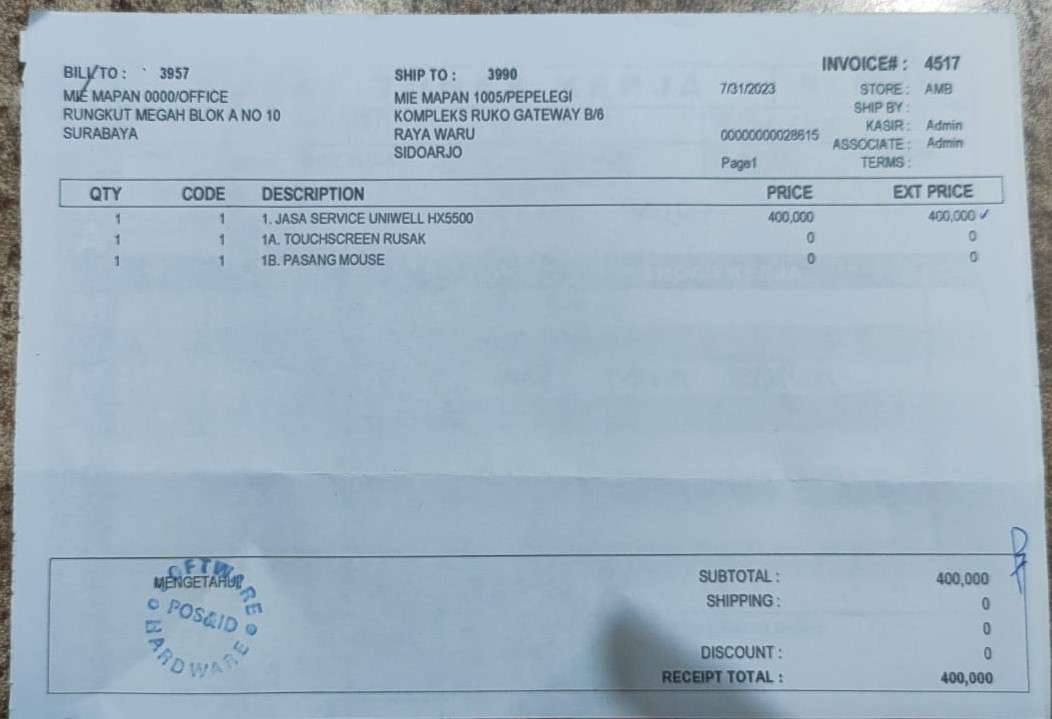 BILL TO : 3957
MIE MAPAN 0000/OFFICE
RUNGKUT MEGAH BLOK A NO 10
SURABAYA
SHIP TO : 3990
MIE MAPAN 1005/PEPELEGI
KOMPLEKS RUKO GATEWAY B/6
RAYA WARU
SIDOARJO
7/31/2023
00000000028615
Page1
INVOICE# : 4517
STORE : AMB
SHIP BY :
KASIR : Admin
ASSOCIATE : Admin
TERMS :
QTY CODE DESCRIPTION PRICE EXT PRICE
1 1 1. JASA SERVICE UNIWELL HX5500 400,000 400,000
1 1 1A. TOUCHSCREEN RUSAK 0 0
1 1 1B. PASANG MOUSE 0 0
MENGETAHUI
SOFTWARE
POS&ID
HARDWARE
SUBTOTAL : 400,000
SHIPPING : 0
0
DISCOUNT : 0
RECEIPT TOTAL : 400,000